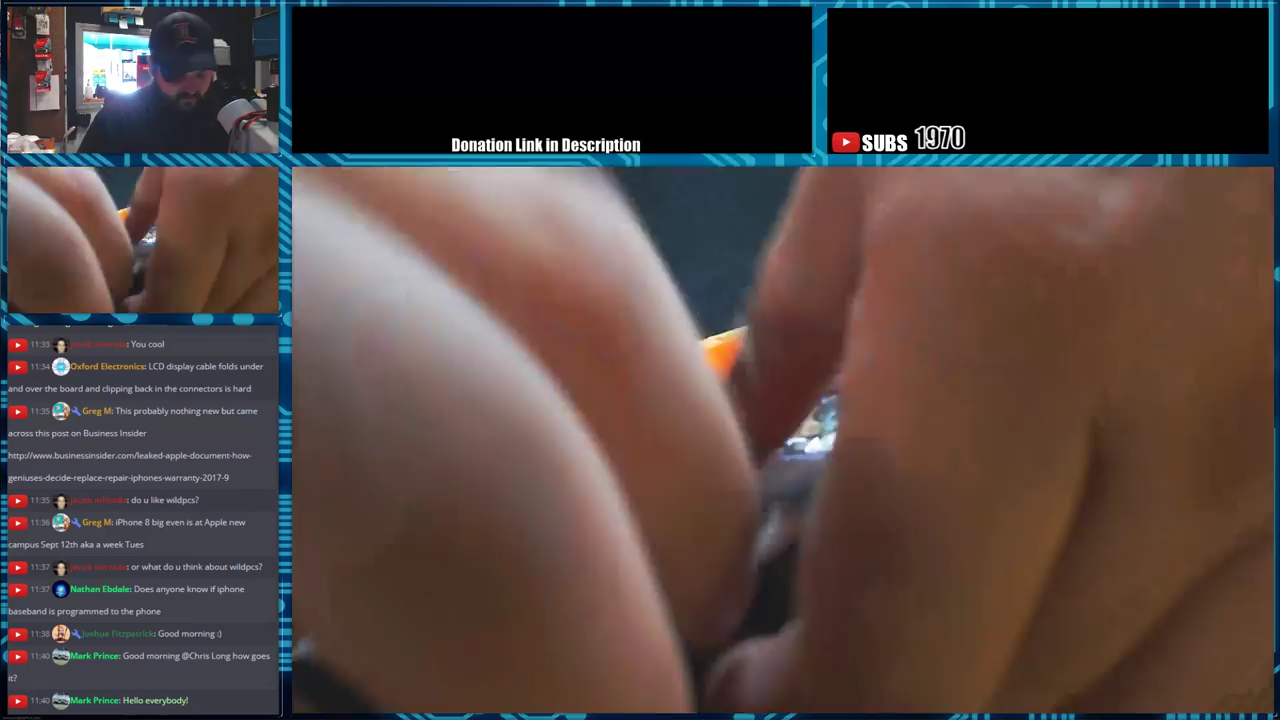 Donation Link in Description
SUBS 1970
11:33 : You cool
11:34 Oxford Electronics: LCD display cable folds under
and over the board and clipping back in the connectors is hard
11:35 Greg M: This probably nothing new but came
across this post on Business Insider
http://www.businessinsider.com/leaked-apple-document-how-
geniuses-decide-replace-repair-iphones-warranty-2017-9
11:35 : do u like wildpcs?
11:36 Greg M: iPhone 8 big even is at Apple new
campus Sept 12th aka a week Tues
11:37 : or what do u think about wildpcs?
11:37 Nathan Ebdale: Does anyone know if iphone
baseband is programmed to the phone
11:38 Joshua Fitzpatrick: Good morning :)
11:40 Mark Prince: Good morning @Chris Long how goes
it?
11:40 Mark Prince: Hello everybody!